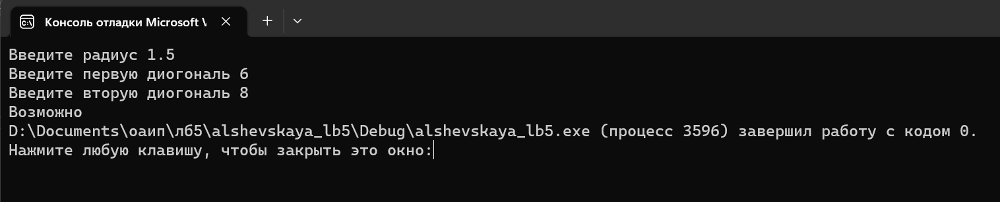 Консоль отладки Microsoft V
Введите радиус 1.5
Введите первую диогональ 6
Введите вторую диогональ 8
Возможно
D:\Documents\оаип\лб5\alshevskaya_lb5\Debug\alshevskaya_lb5.exe (процесс 3596) завершил работу с кодом 0.
Нажмите любую клавишу, чтобы закрыть это окно: